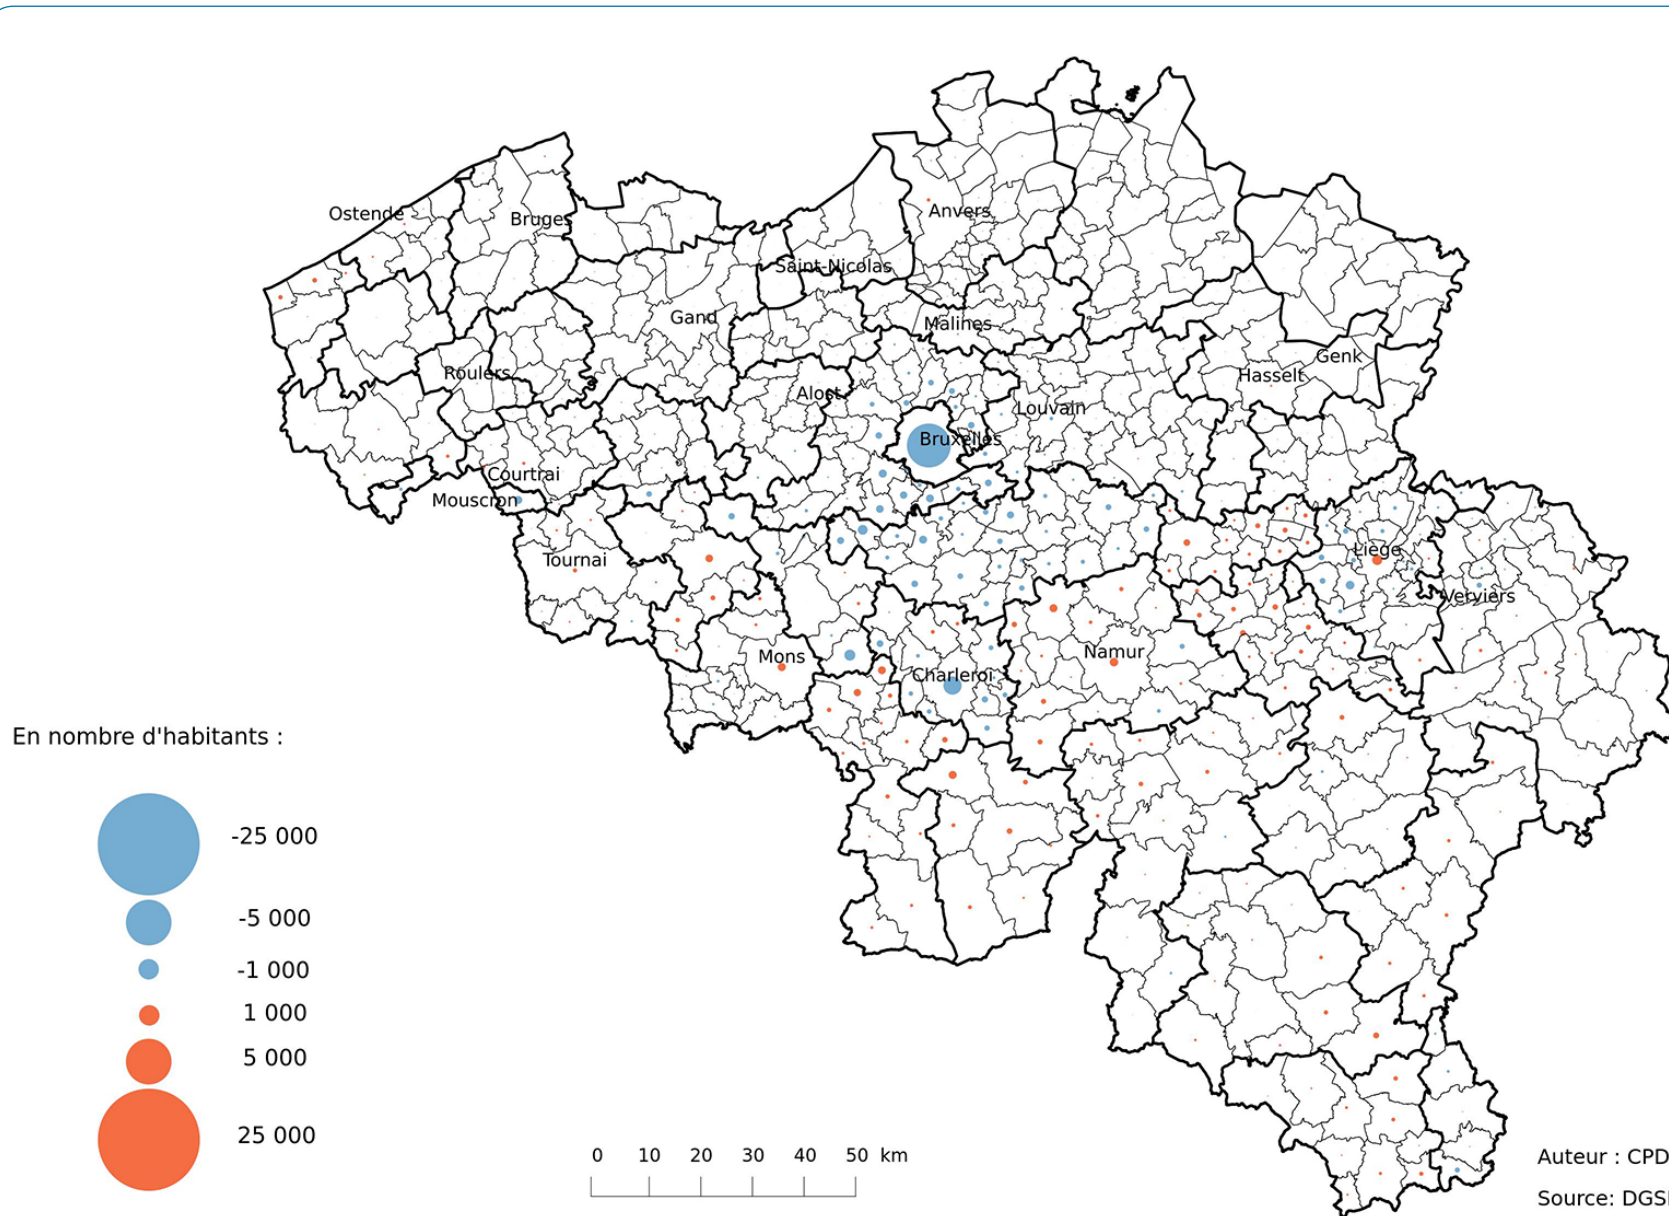 Ostende
Bruges
Anvers
Saint-Nicolas
Gand
Malines
Genk
Roulers
Hasselt
Alost
Louvain
Bruxelles
Courtrai
Mouscron
Liège
Tournai
Verviers
Mons
Namur
Charleroi
En nombre d'habitants :
-25 000
-5 000
-1 000
1 000
5 000
25 000
0 10 20 30 40 50 km
Auteur : CPD
Source: DGS